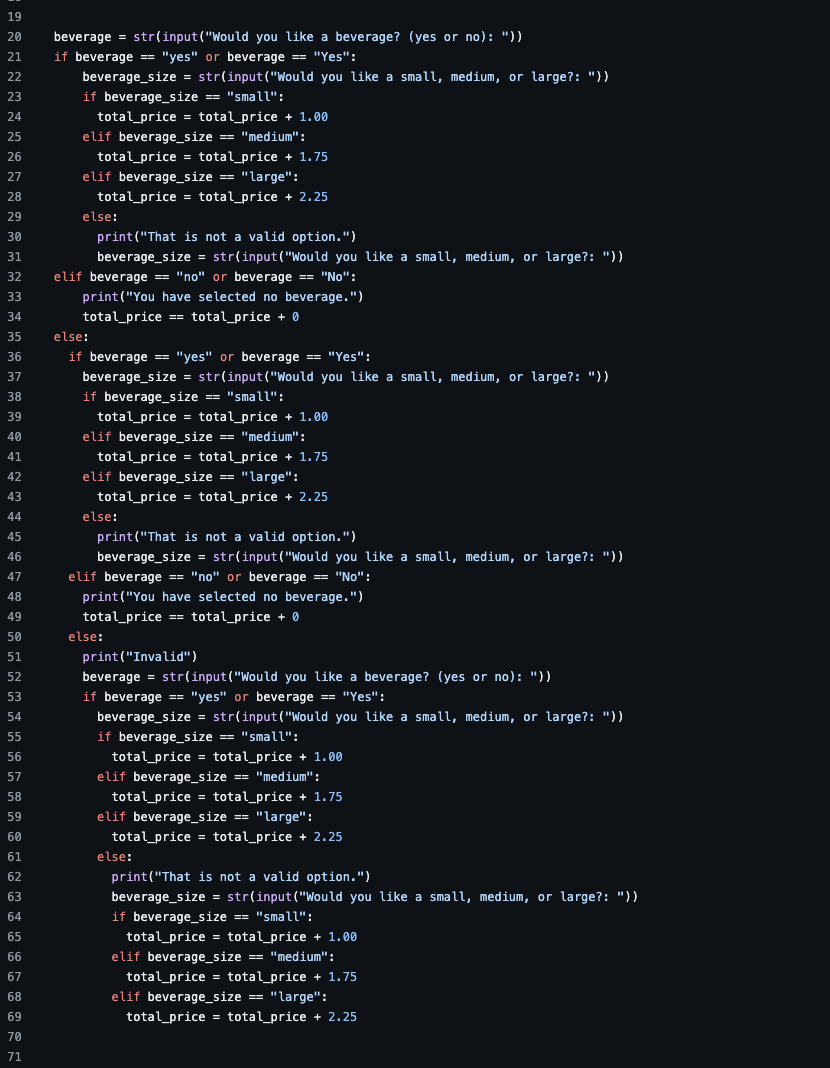 19
20 beverage = str(input("Would you like a beverage? (yes or no): "))
21 if beverage == "yes" or beverage == "Yes":
22 beverage_size = str(input("Would you like a small, medium, or large?: "))
23 if beverage_size == "small":
24 total_price = total_price + 1.00
25 elif beverage_size == "medium":
26 total_price = total_price + 1.75
27 elif beverage_size == "large":
28 total_price = total_price + 2.25
29 else:
30 print("That is not a valid option.")
31 beverage_size = str(input("Would you like a small, medium, or large?: "))
32 elif beverage == "no" or beverage == "No":
33 print("You have selected no beverage.")
34 total_price == total_price + 0
35 else:
36 if beverage == "yes" or beverage == "Yes":
37 beverage_size = str(input("Would you like a small, medium, or large?: "))
38 if beverage_size == "small":
39 total_price = total_price + 1.00
40 elif beverage_size == "medium":
41 total_price = total_price + 1.75
42 elif beverage_size == "large":
43 total_price = total_price + 2.25
44 else:
45 print("That is not a valid option.")
46 beverage_size = str(input("Would you like a small, medium, or large?: "))
47 elif beverage == "no" or beverage == "No":
48 print("You have selected no beverage.")
49 total_price == total_price + 0
50 else:
51 print("Invalid")
52 beverage = str(input("Would you like a beverage? (yes or no): "))
53 if beverage == "yes" or beverage == "Yes":
54 beverage_size = str(input("Would you like a small, medium, or large?: "))
55 if beverage_size == "small":
56 total_price = total_price + 1.00
57 elif beverage_size == "medium":
58 total_price = total_price + 1.75
59 elif beverage_size == "large":
60 total_price = total_price + 2.25
61 else:
62 print("That is not a valid option.")
63 beverage_size = str(input("Would you like a small, medium, or large?: "))
64 if beverage_size == "small":
65 total_price = total_price + 1.00
66 elif beverage_size == "medium":
67 total_price = total_price + 1.75
68 elif beverage_size == "large":
69 total_price = total_price + 2.25
70
71